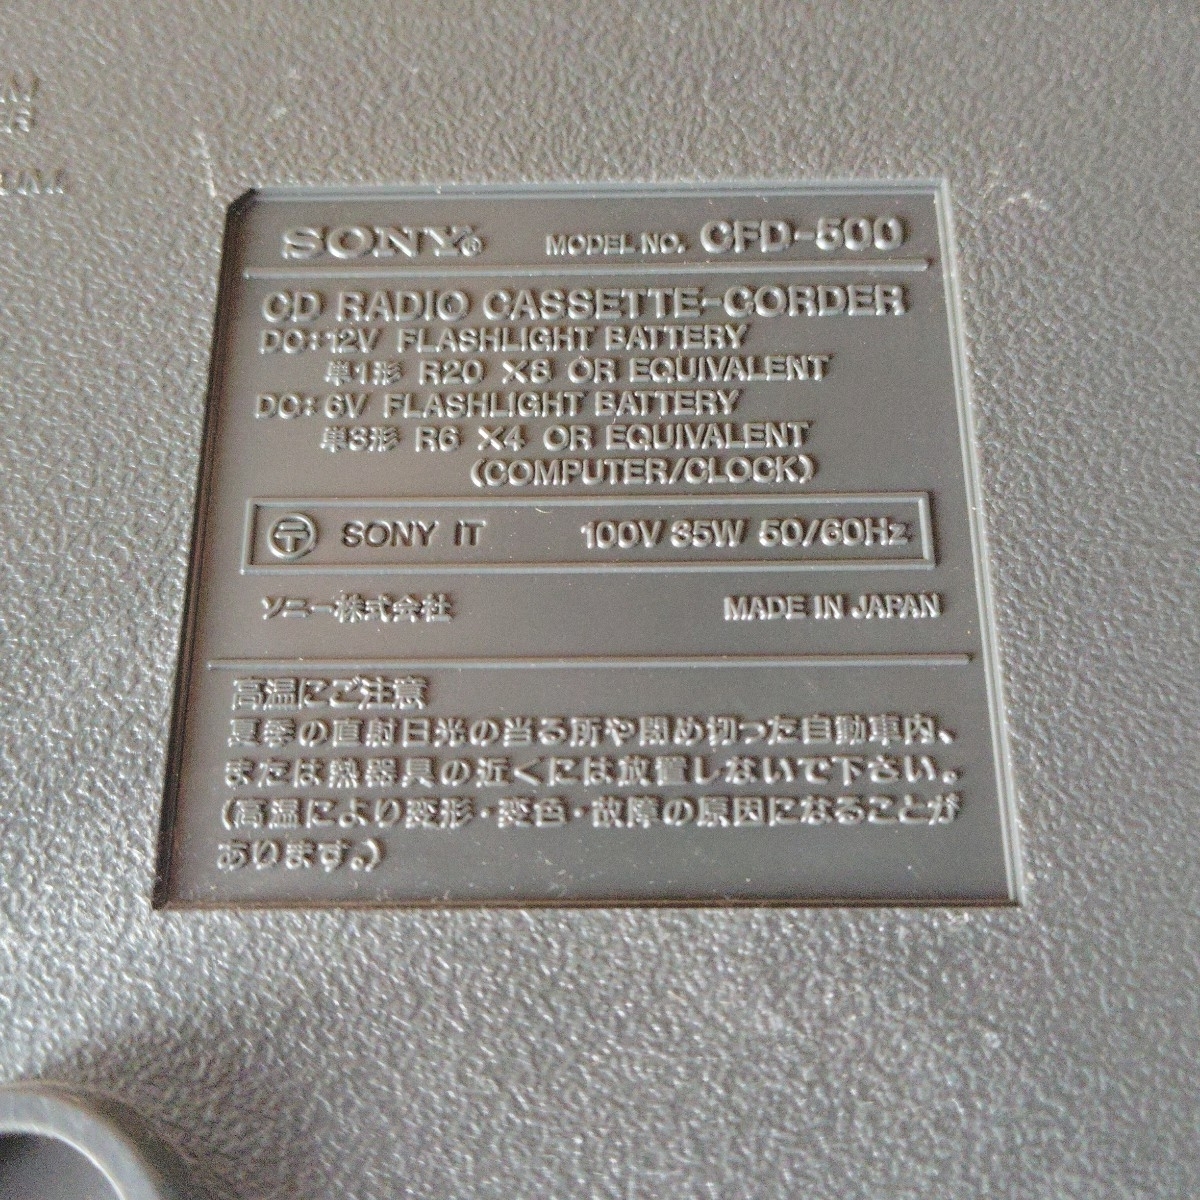 SONY® MODEL NO. CFD-500
CD RADIO CASSETTE-CORDER
DC:12V FLASHLIGHT BATTERY
単1形 R20 ×8 OR EQUIVALENT
DC:6V FLASHLIGHT BATTERY
単3形 R6 ×4 OR EQUIVALENT
(COMPUTER/CLOCK)
〒 SONY IT 100V 35W 50/60Hz
ソニー株式会社 MADE IN JAPAN
高温にご注意
夏季の直射日光の当る所や閉め切った自動車内、
または熱器具の近くには放置しないで下さい。
(高温により変形・変色・故障の原因になることが
あります。)